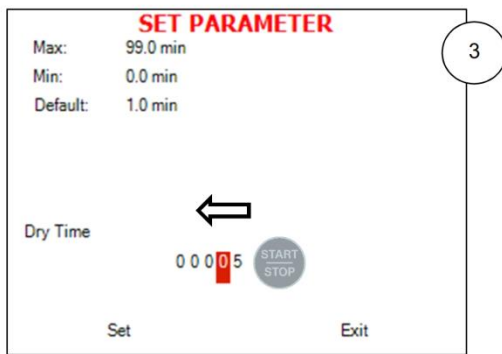 SET PARAMETER
3
Max: 99.0 min
Min: 0.0 min
Default: 1.0 min
Dry Time
0 0 0 0 5
START
STOP
Set Exit